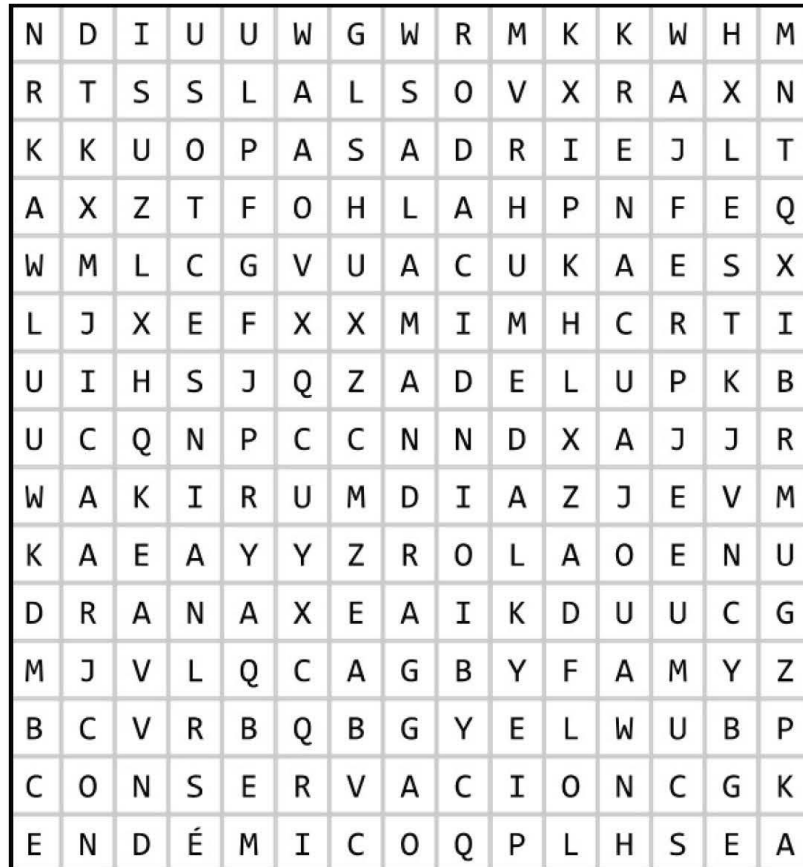 N D I U U W G W R M K K W H M
R T S S L A L S O V X R A X N
K K U O P A S A D R I E J L T
A X Z T F O H L A H P N F E Q
W M L C G V U A C U K A E S X
L J X E F X X M I M H C R T I
U I H S J Q Z A D E L U P K B
U C Q N P C C N N D X A J J R
W A K I R U M D I A Z J E V M
K A E A Y Y Z R O L A O E N U
D R A N A X E A I K D U U C G
M J V L Q C A G B Y F A M Y Z
B C V R B Q B G Y E L W U B P
C O N S E R V A C I O N C G K
E N D É M I C O Q P L H S E A